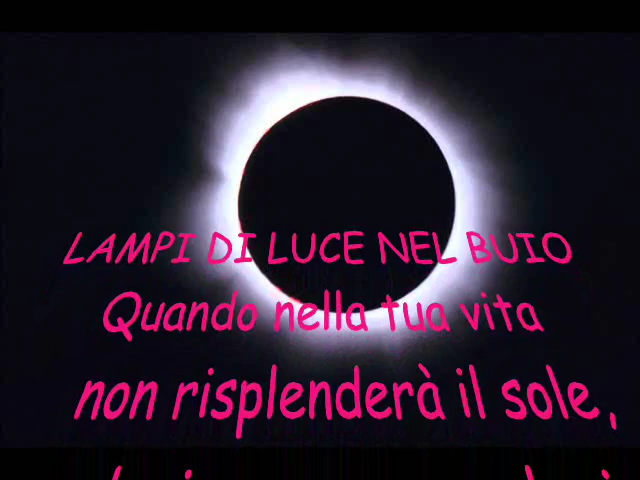 LAMPI DI LUCE NEL BUIO
Quando nella tua vita
non risplenderà il sole,